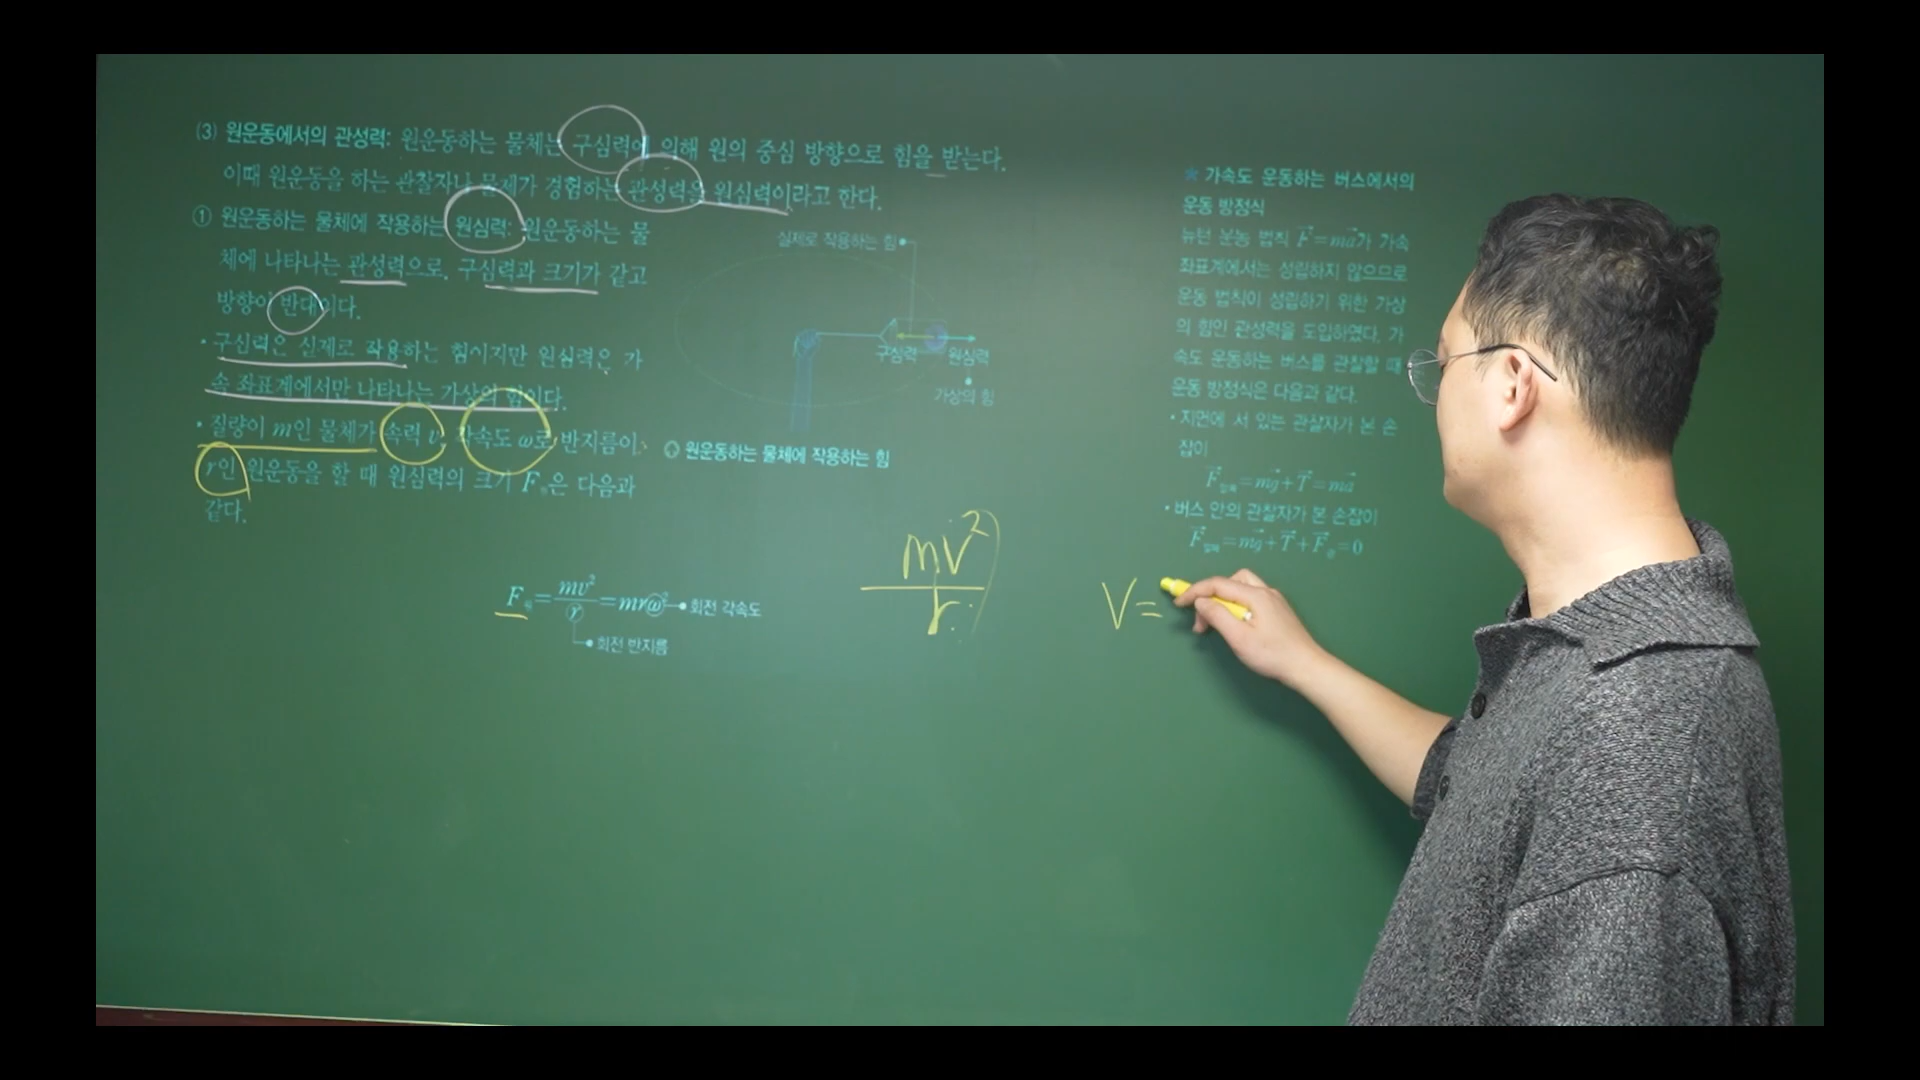 (3) 원운동에서의 관성력: 원운동하는 물체는 구심력에 의해 원의 중심 방향으로 힘을 받는다.
이때 원운동을 하는 관찰자나 물체가 경험하는 관성력을 원심력이라고 한다.
① 원운동하는 물체에 작용하는 원심력: 원운동하는 물
체에 나타나는 관성력으로, 구심력과 크기가 같고
방향이 반대이다.
• 구심력은 실제로 작용하는 힘이지만 원심력은 가
속 좌표계에서만 나타나는 가상의 힘이다.
• 질량이 m인 물체가 속력 v, 각속도 ω로 반지름이
r인 원운동을 할 때 원심력의 크기 F원은 다음과
같다.
F원=mv²/r=mrω² 회전 각속도
회전 반지름
실제로 작용하는 힘
구심력 원심력
가상의 힘
원운동하는 물체에 작용하는 힘
mv²/r
V=
★ 가속도 운동하는 버스에서의
운동 방정식
뉴턴 운동 법칙 F=ma가 가속
좌표계에서는 성립하지 않으므로
운동 법칙이 성립하기 위한 가상
의 힘인 관성력을 도입하였다. 가
속도 운동하는 버스를 관찰할 때
운동 방정식은 다음과 같다.
• 지면에 서 있는 관찰자가 본 손
잡이
F알짜=mg+T=ma
• 버스 안의 관찰자가 본 손잡이
F알짜=mg+T+F관=0